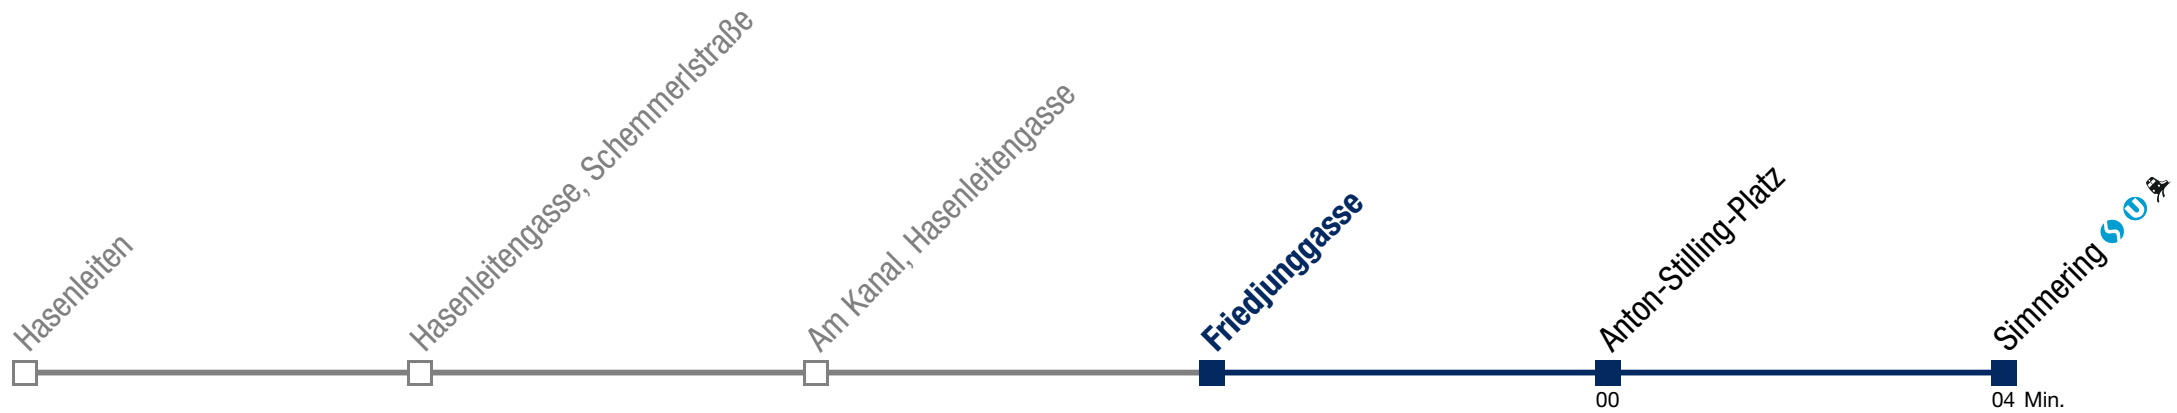 Hasenleiten
Hasenleitengasse, Schemmerlstraße
Am Kanal, Hasenleitengasse
Friedjunggasse
Anton-Stilling-Platz
Simmering S U
00
04 Min.